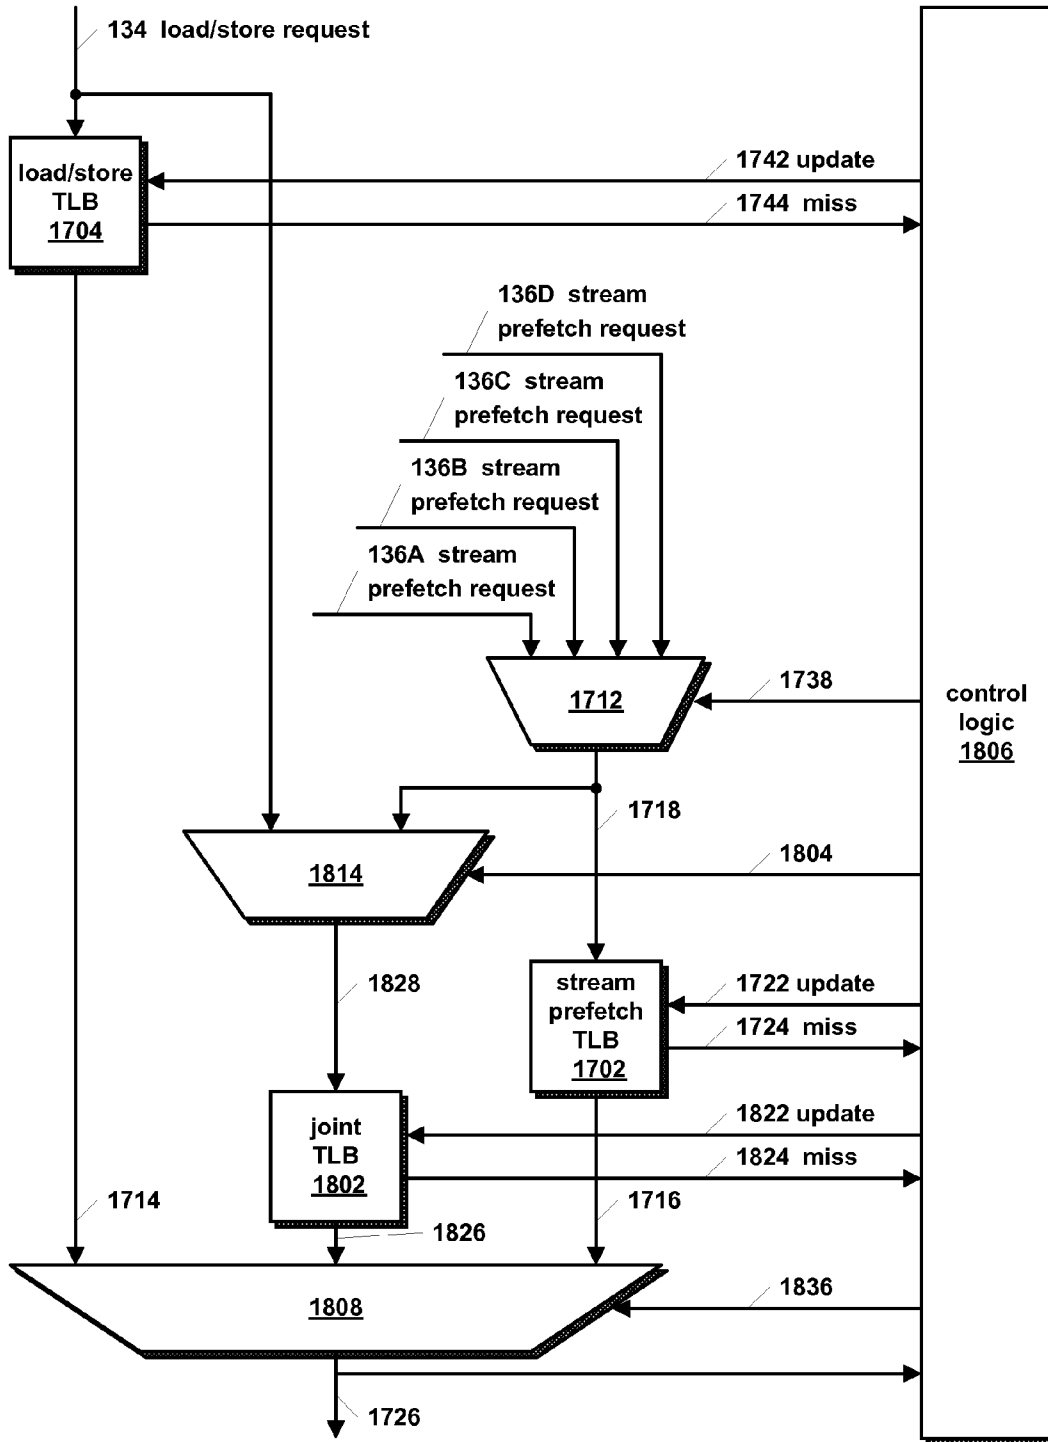 134 load/store request
load/store
TLB
1704
1742 update
1744 miss
136D stream
prefetch request
136C stream
prefetch request
136B stream
prefetch request
136A stream
prefetch request
1712
1738
control
logic
1806
1718
1814
1804
1828
stream
prefetch
TLB
1702
1722 update
1724 miss
joint
TLB
1802
1822 update
1824 miss
1714
1826
1716
1808
1836
1726